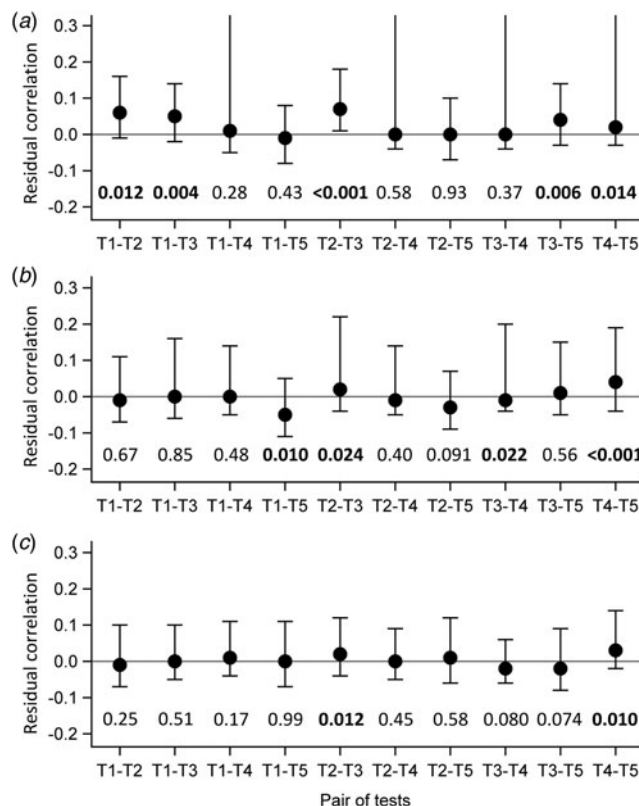 (a)
Residual correlation
0.3
0.2
0.1
0.0
-0.1
-0.2
0.012 0.004 0.28 0.43 <0.001 0.58 0.93 0.37 0.006 0.014
T1-T2 T1-T3 T1-T4 T1-T5 T2-T3 T2-T4 T2-T5 T3-T4 T3-T5 T4-T5
(b)
Residual correlation
0.3
0.2
0.1
0.0
-0.1
-0.2
0.67 0.85 0.48 0.010 0.024 0.40 0.091 0.022 0.56 <0.001
T1-T2 T1-T3 T1-T4 T1-T5 T2-T3 T2-T4 T2-T5 T3-T4 T3-T5 T4-T5
(c)
Residual correlation
0.3
0.2
0.1
0.0
-0.1
-0.2
0.25 0.51 0.17 0.99 0.012 0.45 0.58 0.080 0.074 0.010
T1-T2 T1-T3 T1-T4 T1-T5 T2-T3 T2-T4 T2-T5 T3-T4 T3-T5 T4-T5
Pair of tests